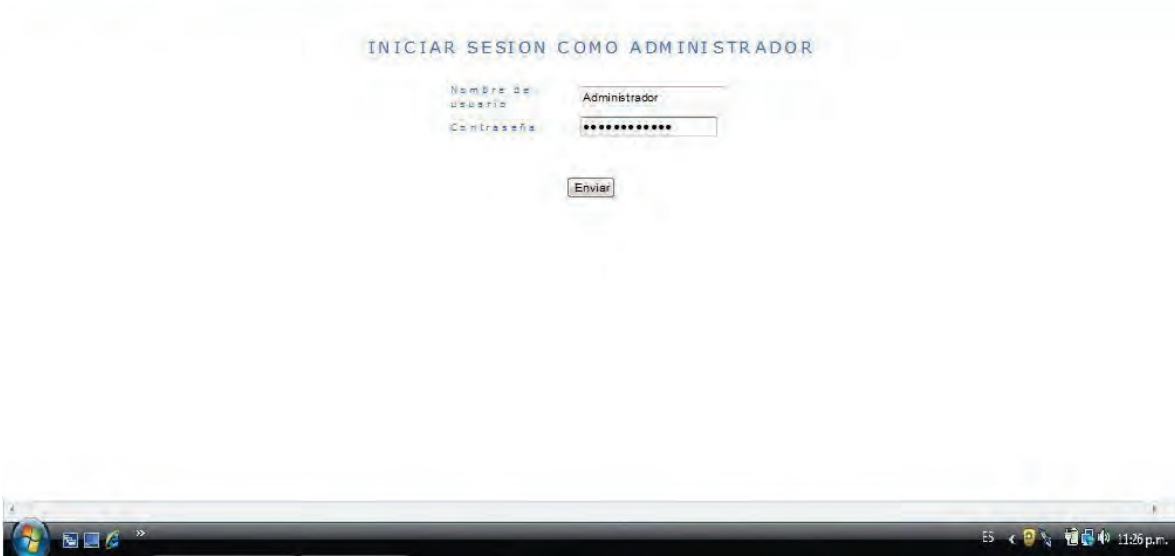 INICIAR SESION COMO ADMINISTRADOR
Nombre de
usuario
Administrador
Contraseña
Enviar
ES
11:26 p.m.